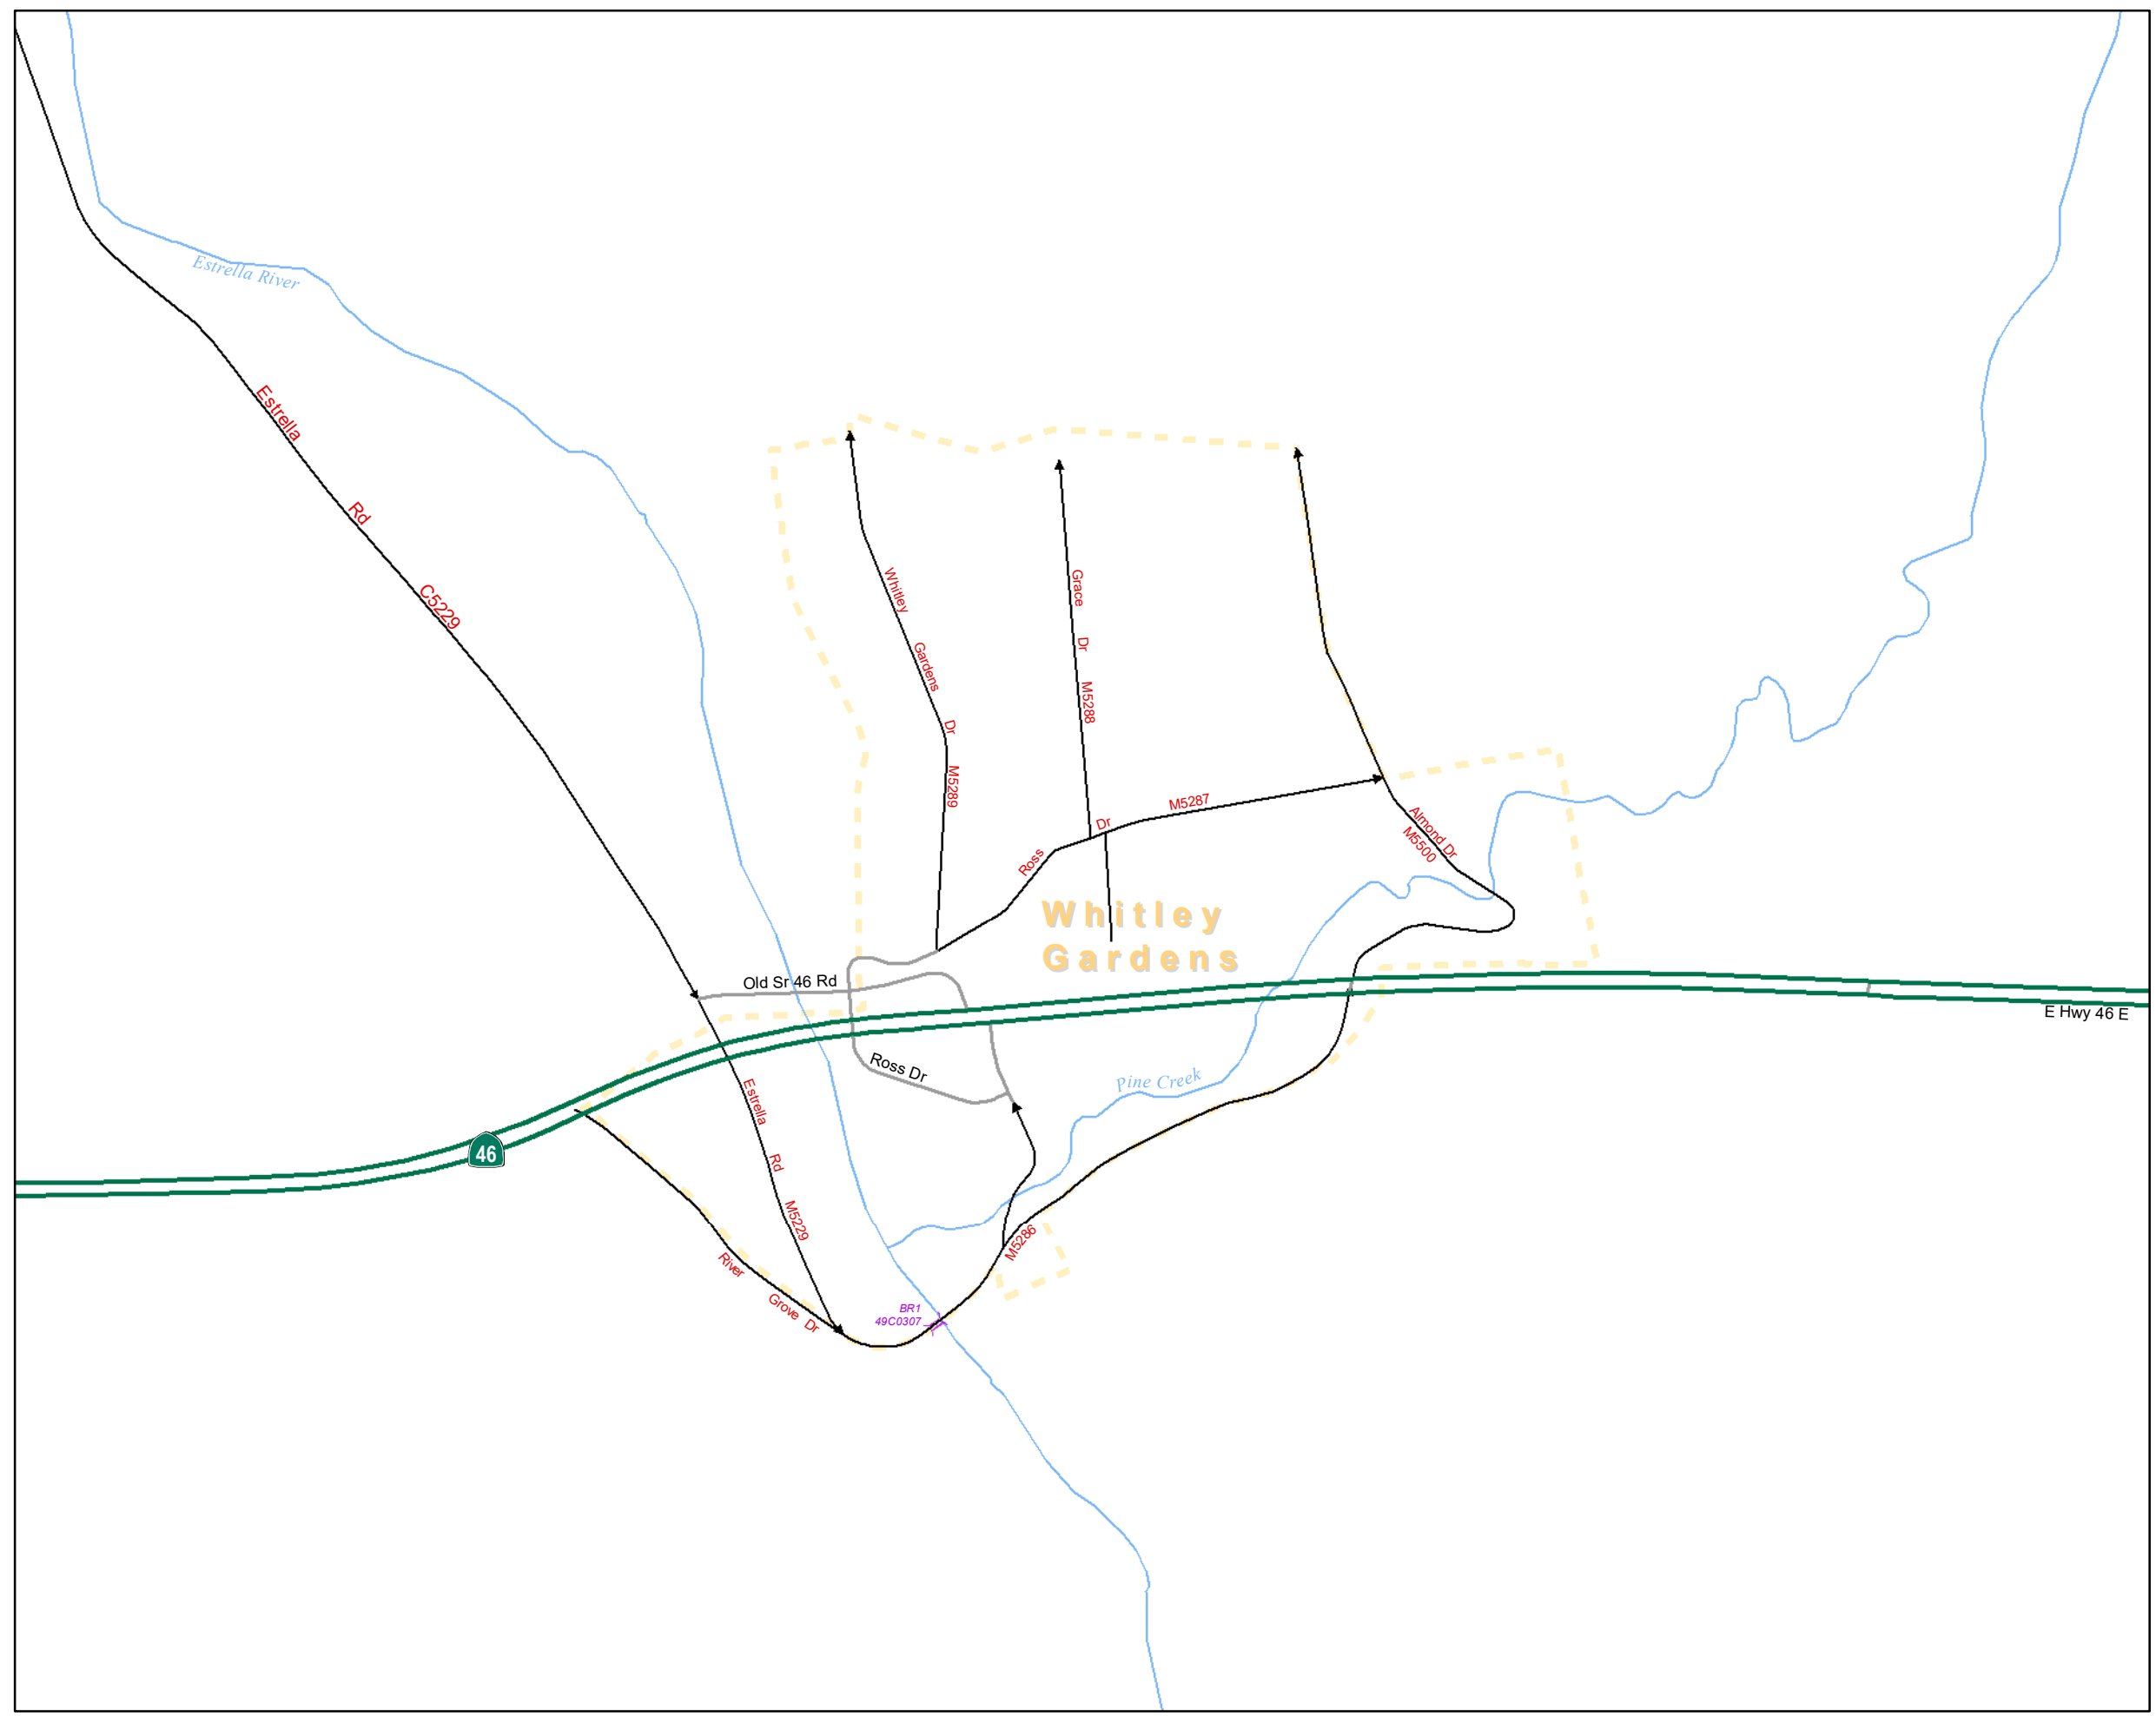 Estrella River
Estrella
Rd
C5229
Whitley
Gardens
Dr
M5289
Grace
Dr
M5288
Ross
Dr
M5287
Almond Dr
M5500
Whitley
Gardens
Old Sr 46 Rd
E Hwy 46 E
Ross Dr
Pine Creek
46
Estrella
Rd
M5229
River
Grove Dr
M5286
BR1
49C0307